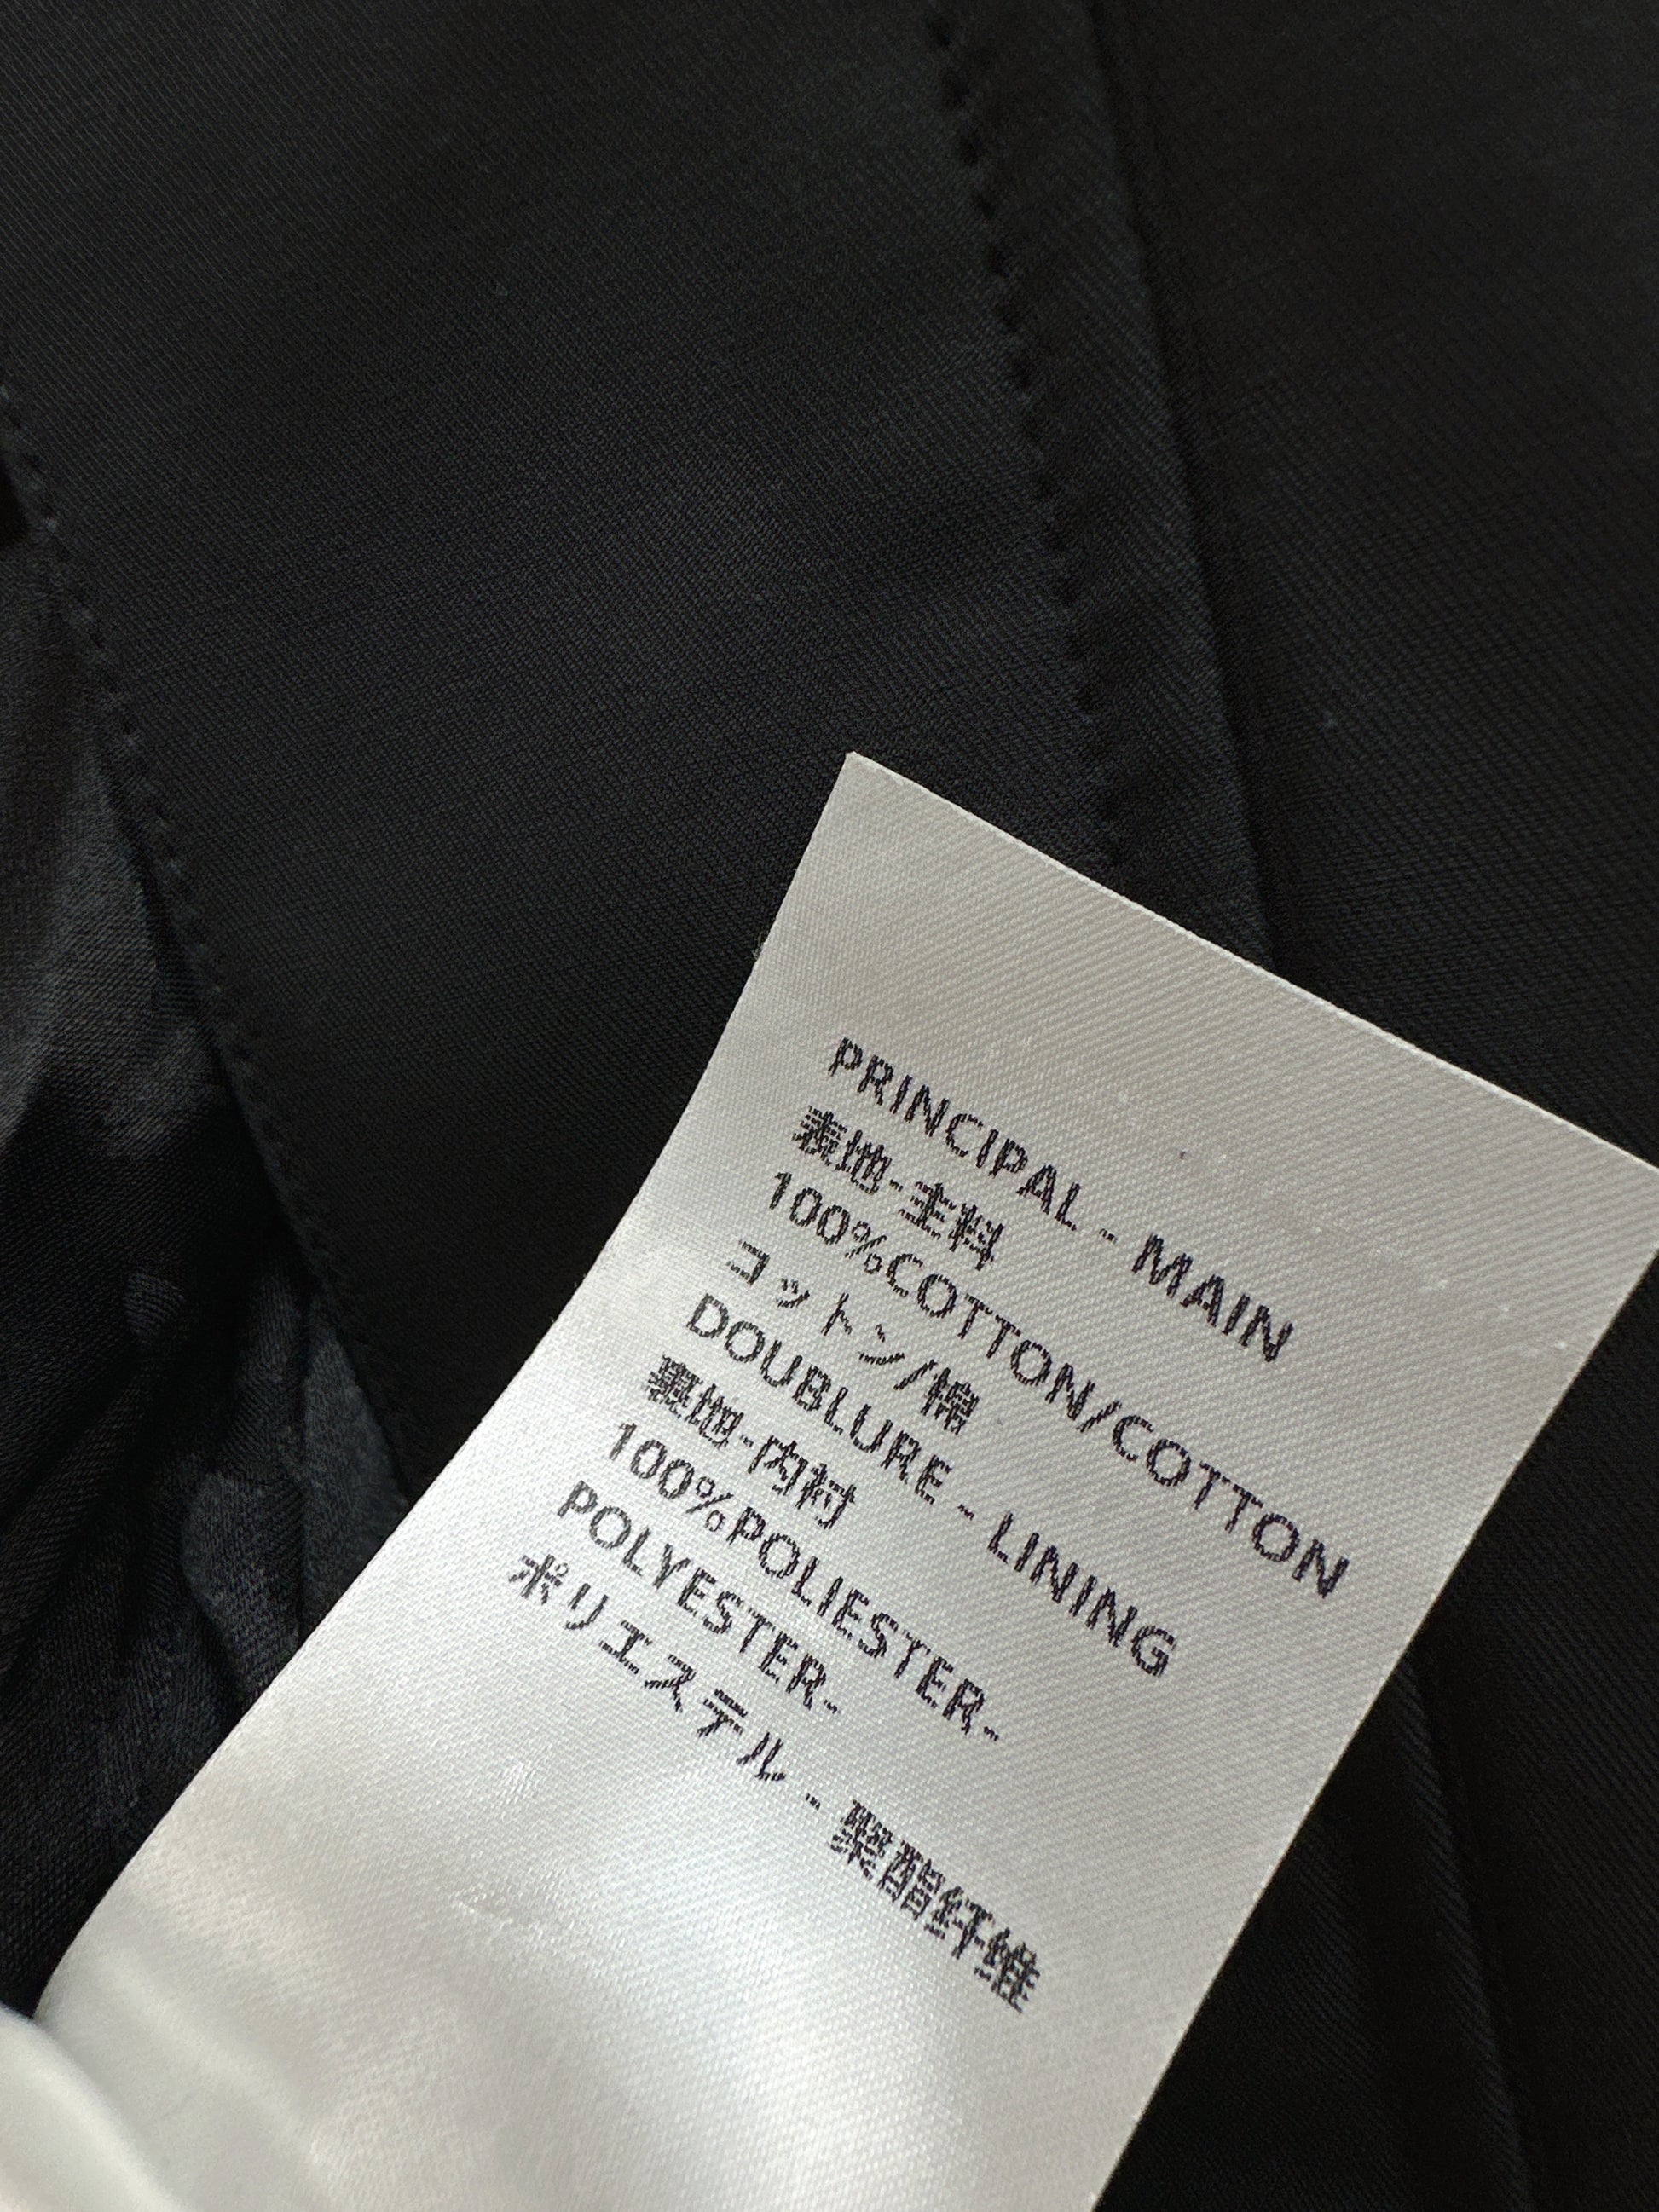 PRINCIPAL - MAIN
表地-主料
100%COTTON/COTTON
コットン/棉
DOUBLURE - LINING
裏地-内衬
100%POLIESTER-
POLYESTER-
ポリエステル - 聚酯纤维